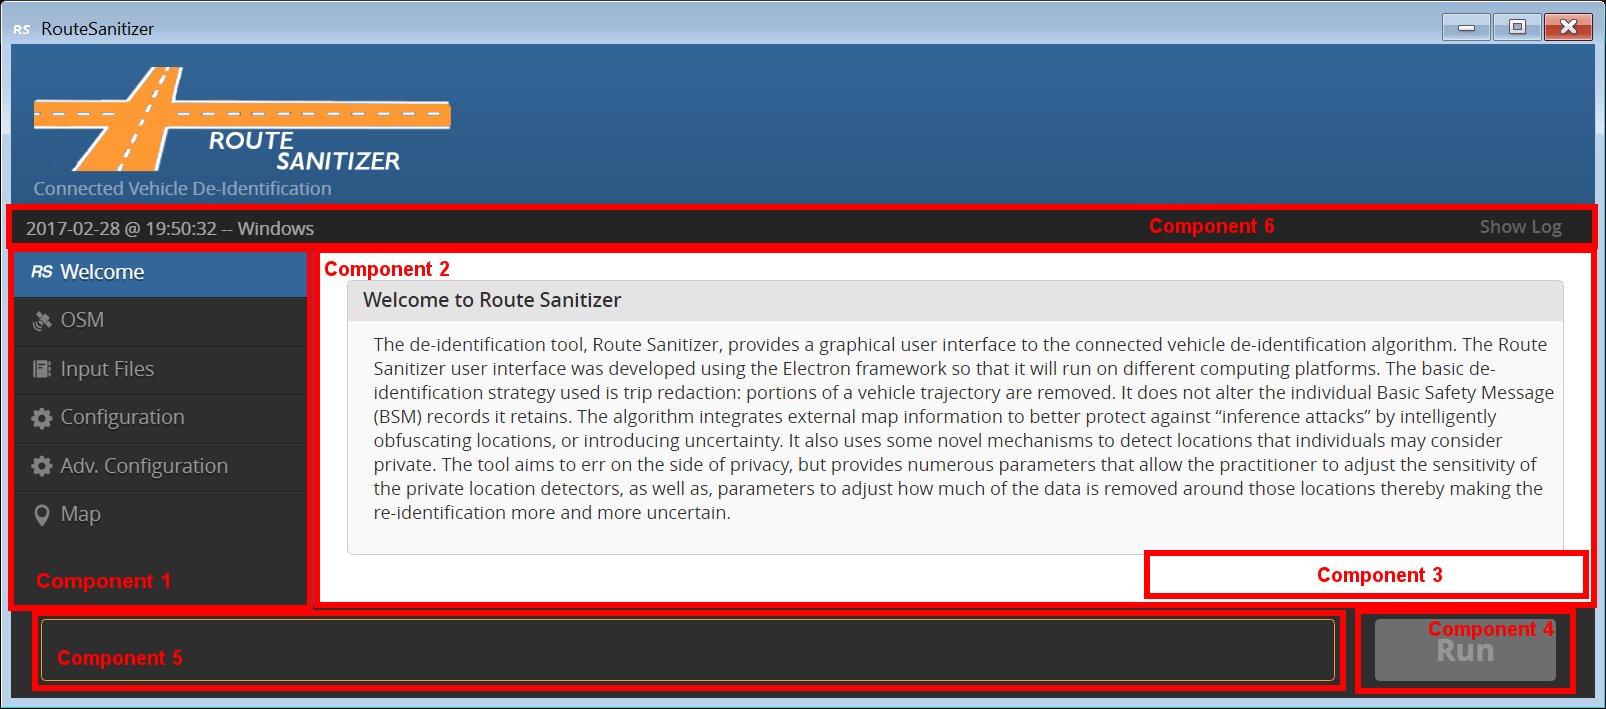 RS RouteSanitizer
ROUTE
SANITIZER
Connected Vehicle De-Identification
2017-02-28 @ 19:50:32 -- Windows Component 6 Show Log
RS Welcome
OSM
Input Files
Configuration
Adv. Configuration
Map
Component 1
Component 2
Welcome to Route Sanitizer
The de-identification tool, Route Sanitizer, provides a graphical user interface to the connected vehicle de-identification algorithm. The Route
Sanitizer user interface was developed using the Electron framework so that it will run on different computing platforms. The basic de-
identification strategy used is trip redaction: portions of a vehicle trajectory are removed. It does not alter the individual Basic Safety Message
(BSM) records it retains. The algorithm integrates external map information to better protect against “inference attacks” by intelligently
obfuscating locations, or introducing uncertainty. It also uses some novel mechanisms to detect locations that individuals may consider
private. The tool aims to err on the side of privacy, but provides numerous parameters that allow the practitioner to adjust the sensitivity of
the private location detectors, as well as, parameters to adjust how much of the data is removed around those locations thereby making the
re-identification more and more uncertain.
Component 3
Component 5
Component 4
Run